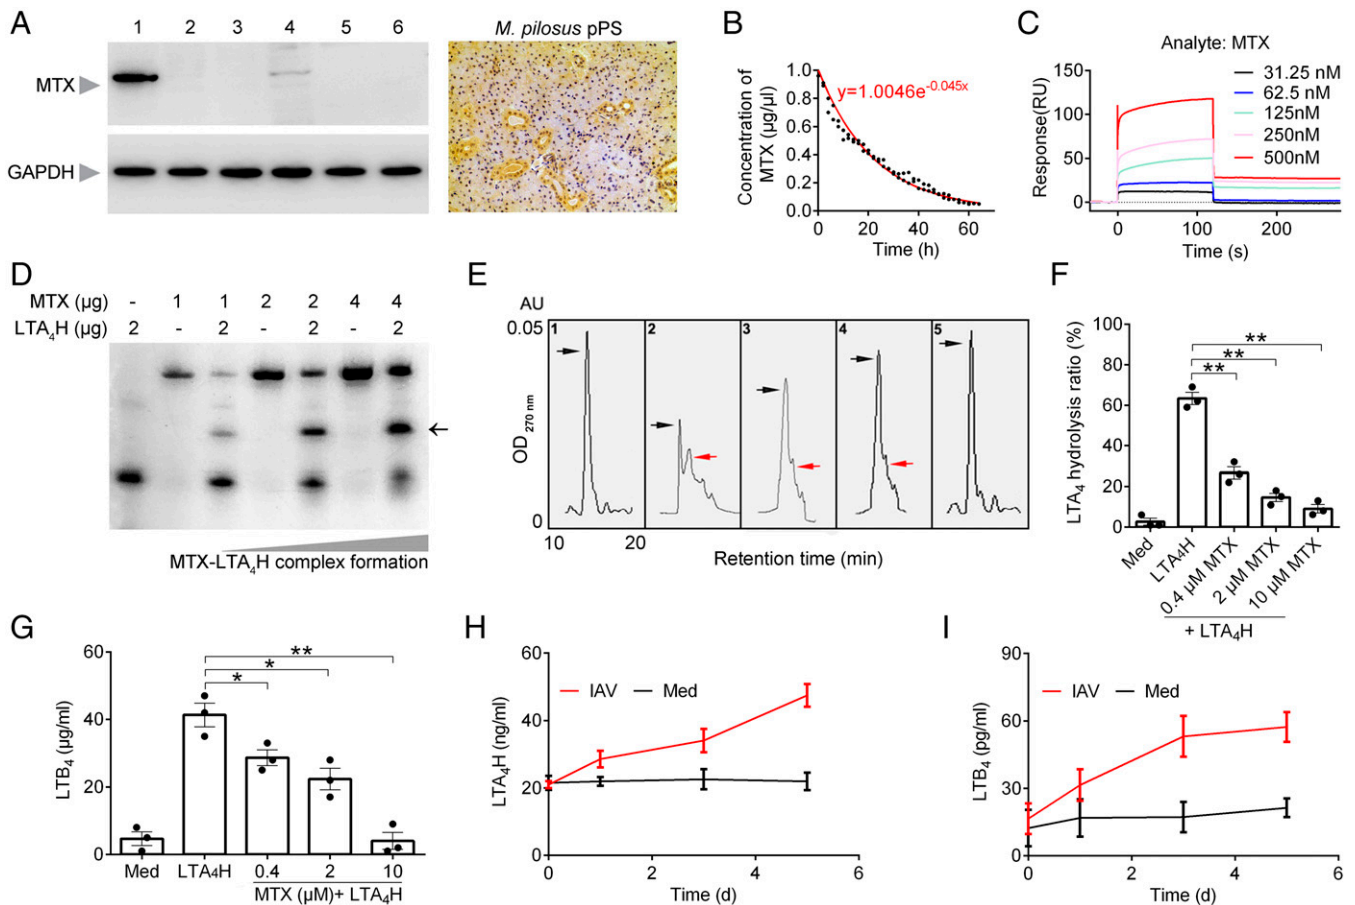 A
1 2 3 4 5 6
MTX
GAPDH
M. pilosus pPS
B
Concentration of
MTX (µg/µl)
1.0
0.8
0.6
0.4
0.2
0.0
y=1.0046e-0.045x
0 20 40 60
Time (h)
C
Analyte: MTX
Response(RU)
150
100
50
0
31.25 nM
62.5 nM
125nM
250nM
500nM
0 100 200
Time (s)
D
MTX (µg) - 1 1 2 2 4 4
LTA4H (µg) 2 - 2 - 2 - 2
MTX-LTA4H complex formation
E
AU
0.05
OD270 nm
0
1 2 3 4 5
10 20
Retention time (min)
F
LTA4 hydrolysis ratio (%)
100
80
60
40
20
0
**
**
**
Med
LTA4H
0.4 µM MTX
2 µM MTX
10 µM MTX
+ LTA4H
G
LTB4 (µg/ml)
60
40
20
0
**
*
*
Med LTA4H 0.4 2 10
MTX (µM)+ LTA4H
H
LTA4H (ng/ml)
60
40
20
0
IAV Med
0 2 4 6
Time (d)
I
LTB4 (pg/ml)
90
60
30
0
IAV Med
0 2 4 6
Time (d)